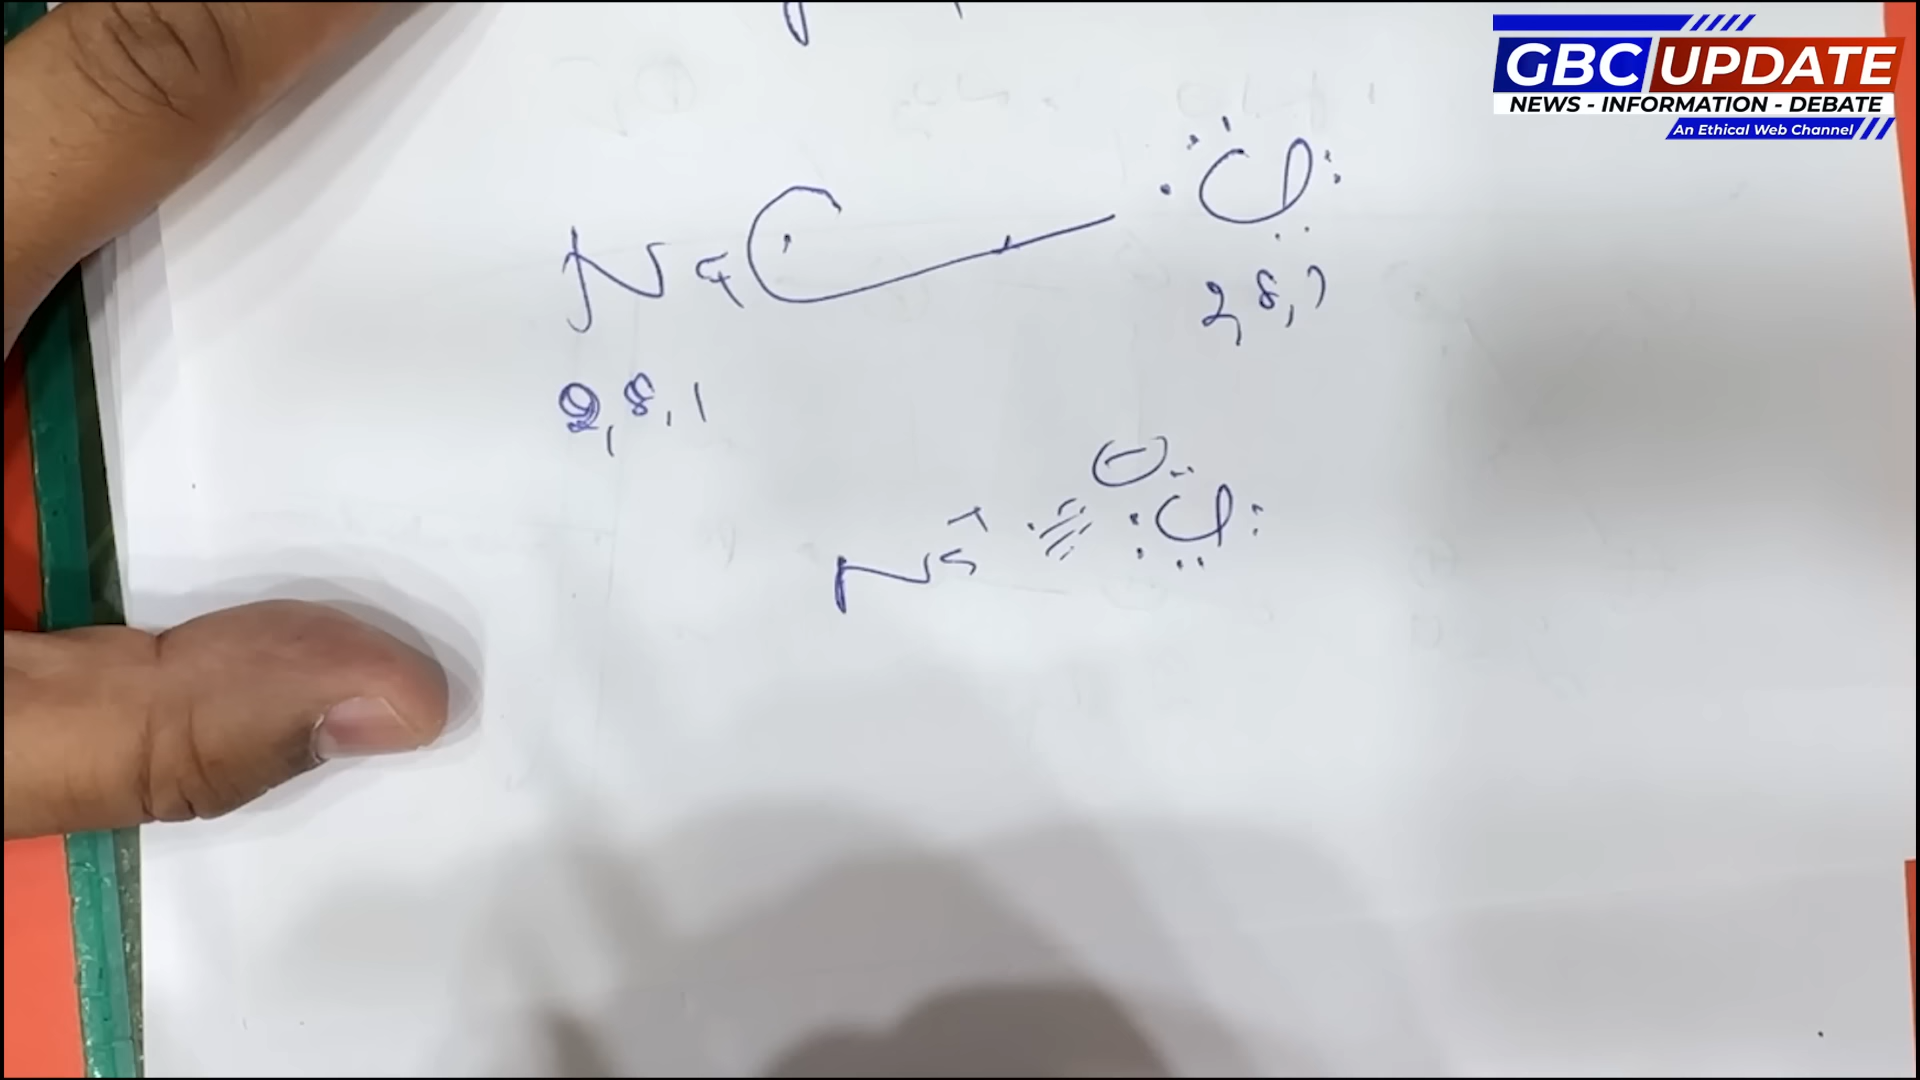 GBC UPDATE
NEWS - INFORMATION - DEBATE
An Ethical Web Channel
Na Cl
2, 8, 7
2, 8, 1
Na⁺ Cl ⊖